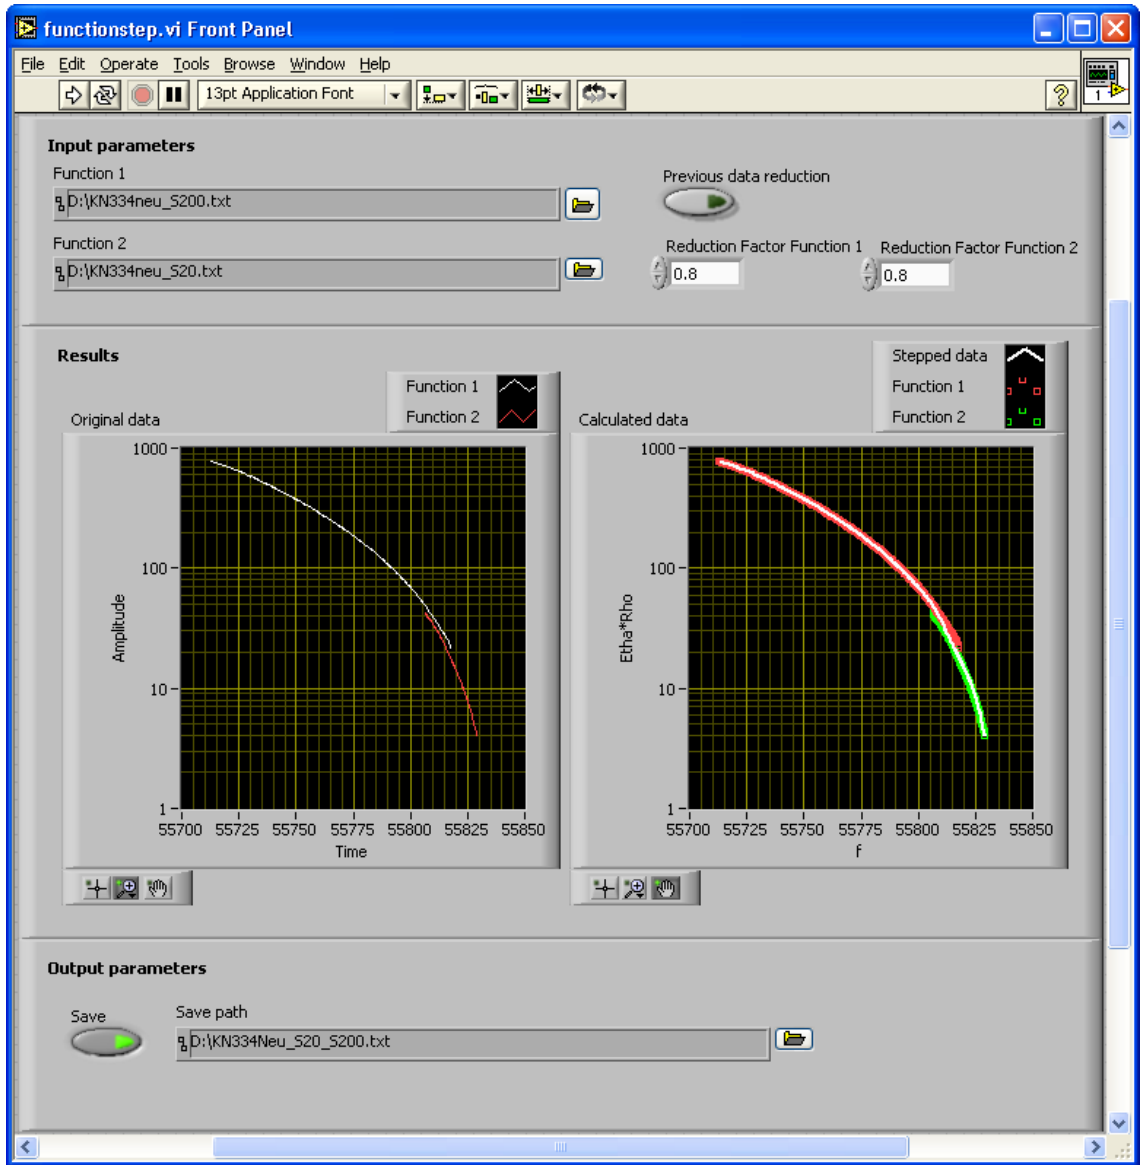 functionstep.vi Front Panel
File Edit Operate Tools Browse Window Help
13pt Application Font
1
Input parameters
Function 1
D:\KN334neu_S200.txt
Previous data reduction
Function 2
D:\KN334neu_S20.txt
Reduction Factor Function 1 Reduction Factor Function 2
0.8 0.8
Results
Original data
Function 1
Function 2
1000
100
10
1
Amplitude
55700 55725 55750 55775 55800 55825 55850
Time
Calculated data
Stepped data
Function 1
Function 2
1000
100
10
1
Etha*Rho
55700 55725 55750 55775 55800 55825 55850
f
Output parameters
Save
Save path
D:\KN334Neu_S20_S200.txt